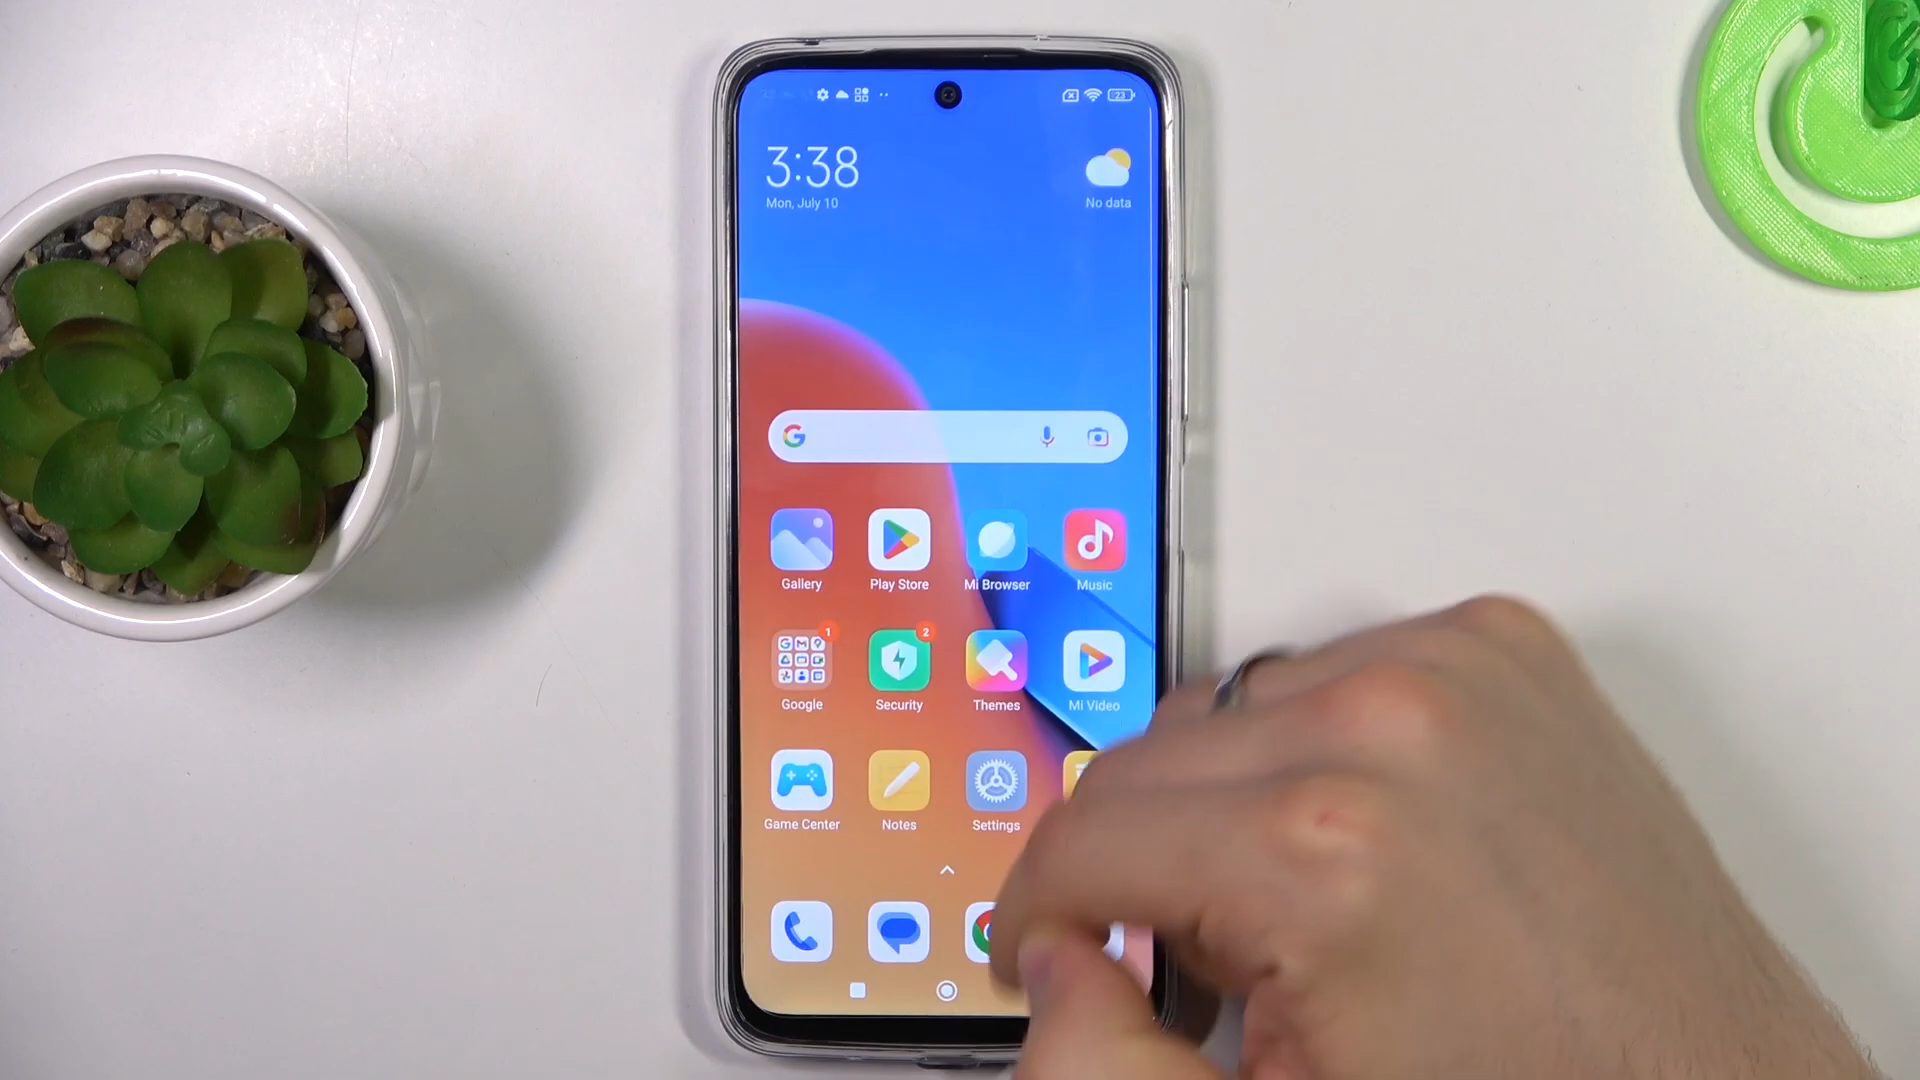 23
3:38
Mon, July 10
No data
Gallery
Play Store
Mi Browser
Music
1
2
Google
Security
Themes
Mi Video
Game Center
Notes
Settings